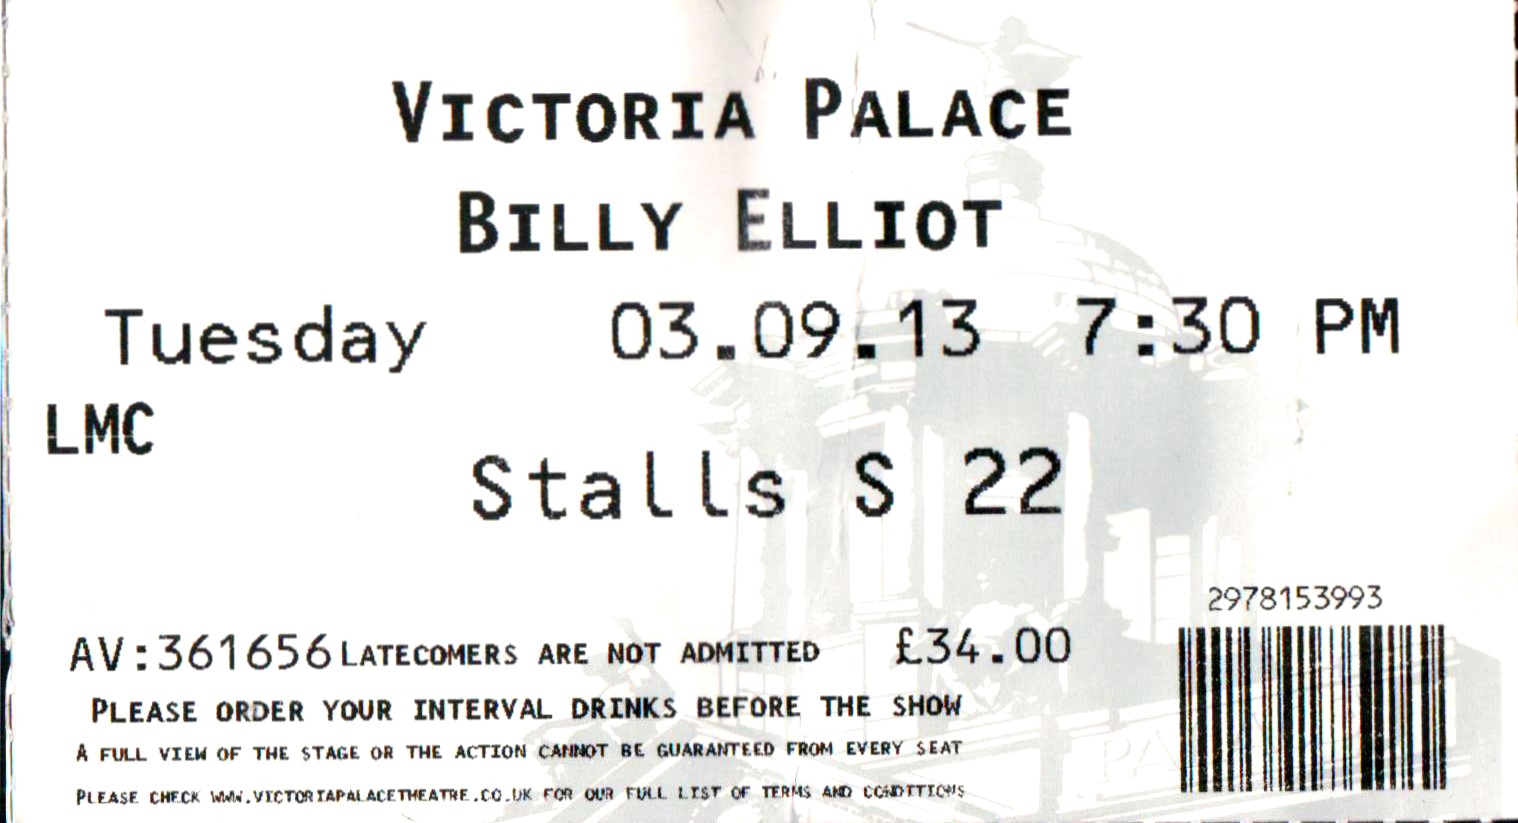 VICTORIA PALACE
BILLY ELLIOT
Tuesday 03.09.13 7:30 PM
LMC
Stalls S 22
2978153993
AV:361656 LATECOMERS ARE NOT ADMITTED £34.00
PLEASE ORDER YOUR INTERVAL DRINKS BEFORE THE SHOW
A FULL VIEW OF THE STAGE OR THE ACTION CANNOT BE GUARANTEED FROM EVERY SEAT
PLEASE CHECK WWW.VICTORIAPALACETHEATRE.CO.UK FOR OUR FULL LIST OF TERMS AND CONDITIONS